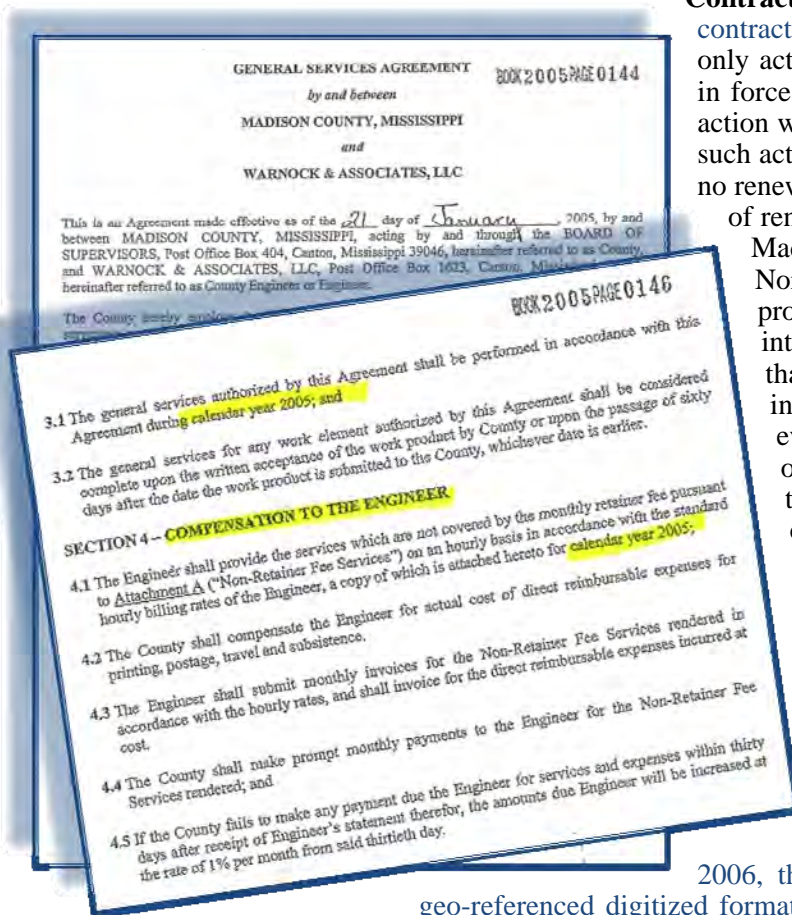 GENERAL SERVICES AGREEMENT
BOOK2005PAGE0144
by and between
MADISON COUNTY, MISSISSIPPI
and
WARNOCK & ASSOCIATES, LLC
This is an Agreement made effective as of the 21 day of January, 2005, by and
between MADISON COUNTY, MISSISSIPPI, acting by and through the BOARD OF
SUPERVISORS, Post Office Box 404, Canton, Mississippi 39046, hereinafter referred to as County,
and WARNOCK & ASSOCIATES, LLC, Post Office Box 1623, Canton,
hereinafter referred to as County Engineer or Engineer.
The County hereby
BOOK2005PAGE0146
3.1 The general services authorized by this Agreement shall be performed in accordance with this
Agreement during calendar year 2005; and
3.2 The general services for any work element authorized by this Agreement shall be considered
complete upon the written acceptance of the work product by County or upon the passage of sixty
days after the date the work product is submitted to the County, whichever date is earlier.
SECTION 4 – COMPENSATION TO THE ENGINEER
4.1 The Engineer shall provide the services which are not covered by the monthly retainer fee pursuant
to Attachment A ("Non-Retainer Fee Services") on an hourly basis in accordance with the standard
hourly billing rates of the Engineer, a copy of which is attached hereto for calendar year 2005;
4.2 The County shall compensate the Engineer for actual cost of direct reimbursable expenses for
printing, postage, travel and subsistence.
4.3 The Engineer shall submit monthly invoices for the Non-Retainer Fee Services rendered in
accordance with the hourly rates, and shall invoice for the direct reimbursable expenses incurred at
cost.
4.4 The County shall make prompt monthly payments to the Engineer for the Non-Retainer Fee
Services rendered; and
4.5 If the County fails to make any payment due the Engineer for services and expenses within thirty
days after receipt of Engineer's statement therefor, the amounts due Engineer will be increased at
the rate of 1% per month from said thirtieth day.
Contract
contract
only act
in force
action w
such act
no renew
of ren
Mad
Non
pro
int
tha
in
ev
o
t
2006, th
geo-referenced digitized format